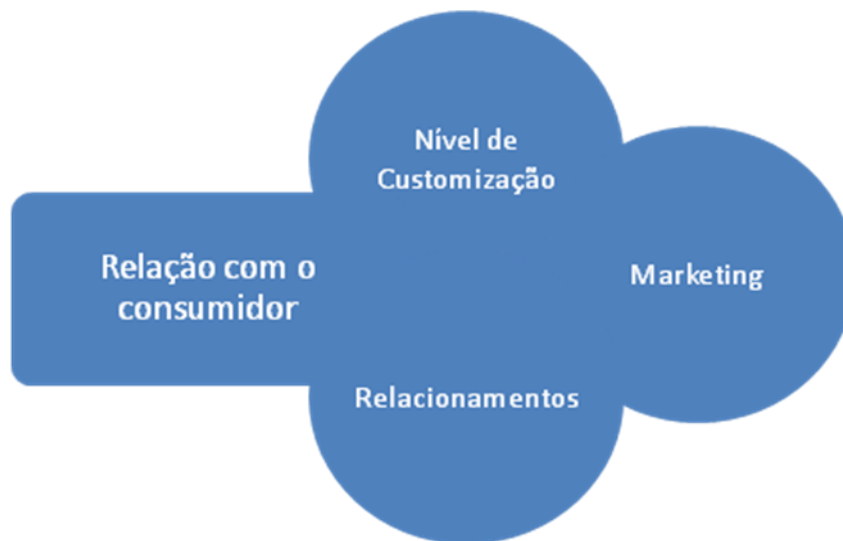 Nível de
Customização
Relação com o
consumidor
Marketing
Relacionamentos